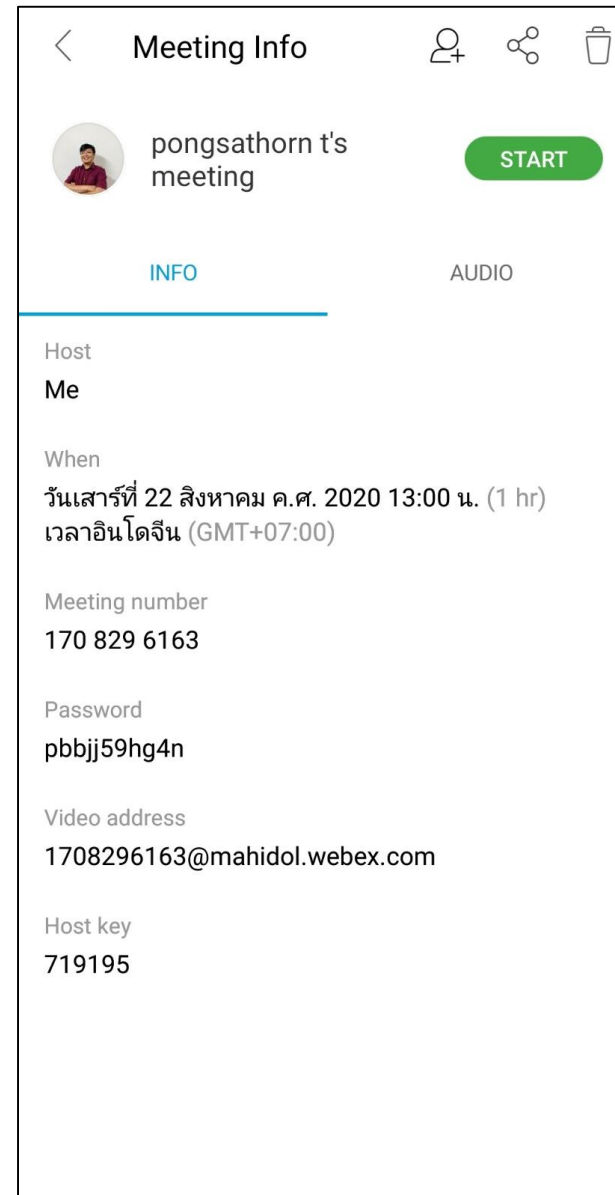 Meeting Info
pongsathorn t's
meeting
START
INFO
AUDIO
Host
Me
When
วันเสาร์ที่ 22 สิงหาคม ค.ศ. 2020 13:00 น. (1 hr)
เวลาอินโดจีน (GMT+07:00)
Meeting number
170 829 6163
Password
pbbjj59hg4n
Video address
1708296163@mahidol.webex.com
Host key
719195